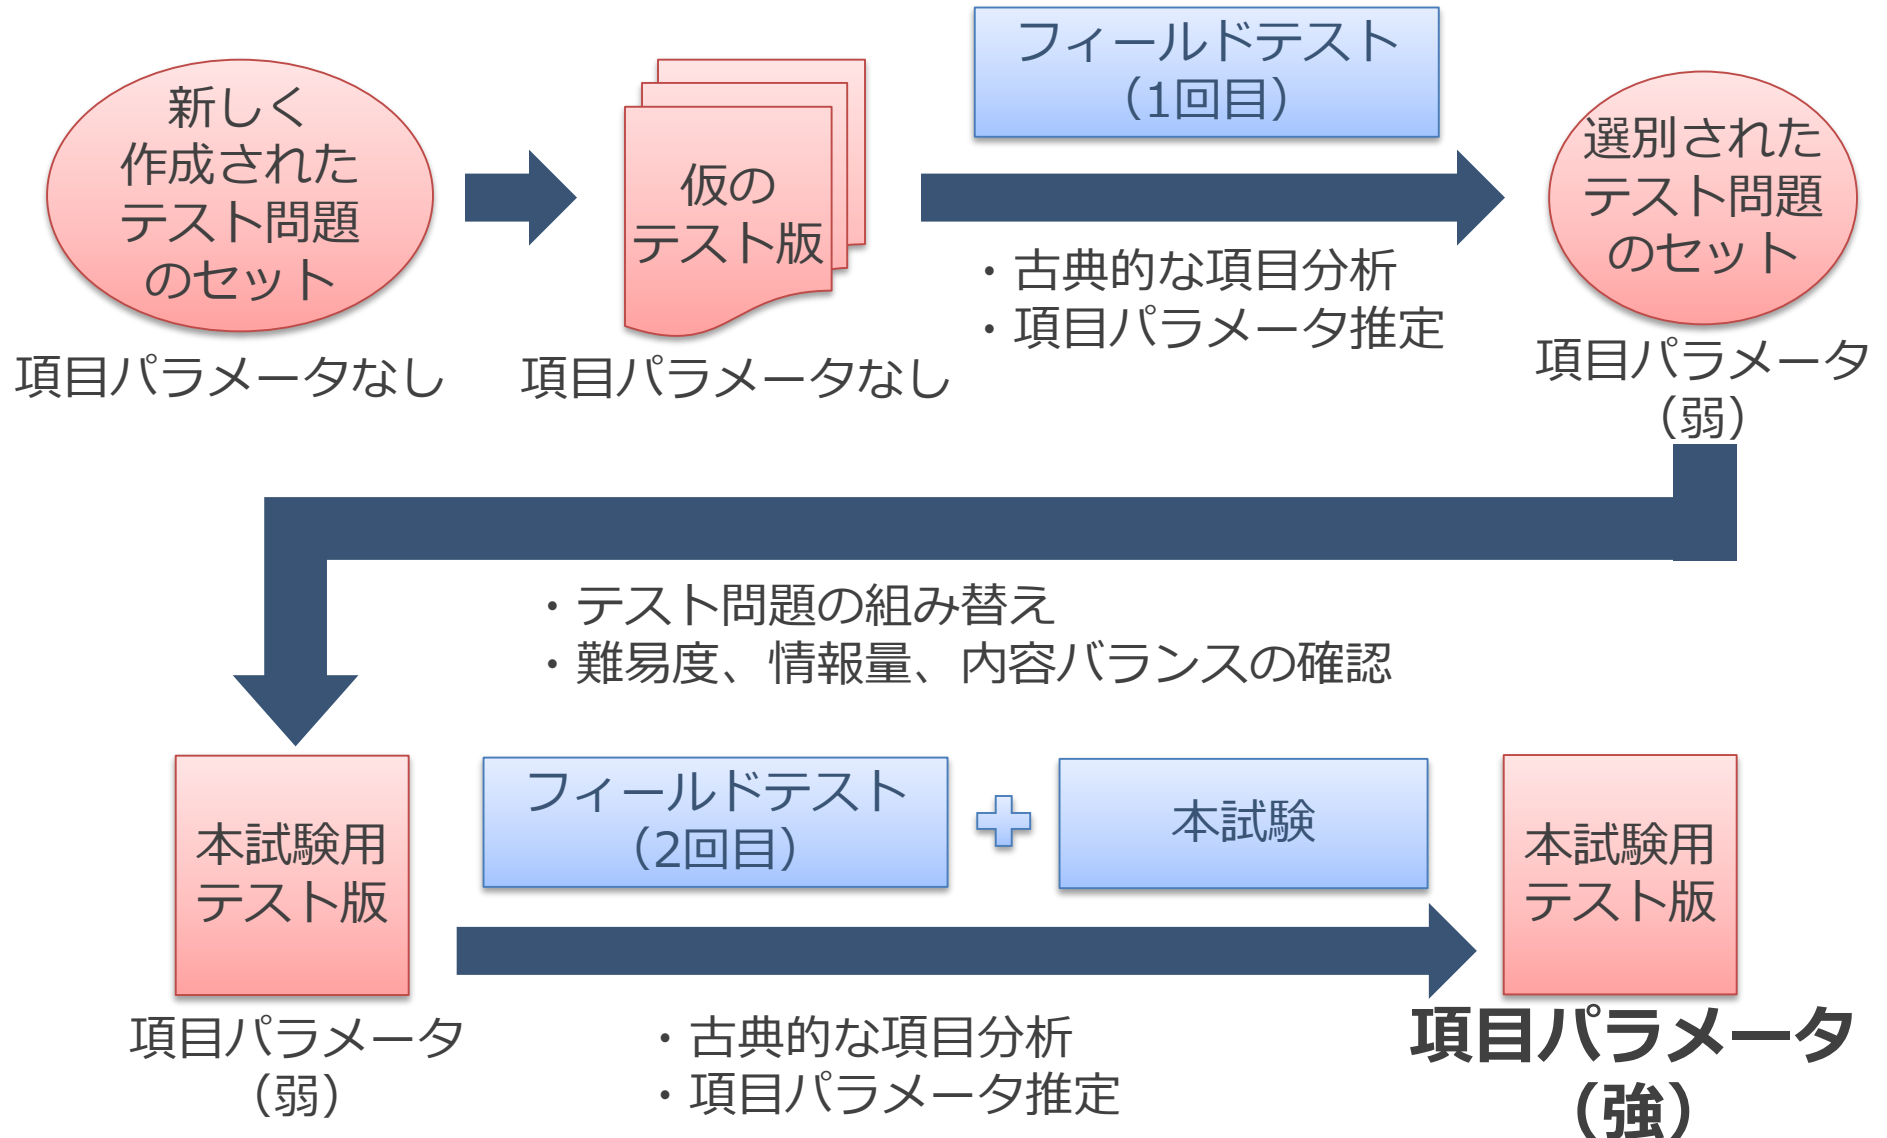 新しく
作成された
テスト問題
のセット
項目パラメータなし
仮の
テスト版
項目パラメータなし
フィールドテスト
（1回目）
・古典的な項目分析
・項目パラメータ推定
選別された
テスト問題
のセット
項目パラメータ
（弱）
・テスト問題の組み替え
・難易度、情報量、内容バランスの確認
本試験用
テスト版
項目パラメータ
（弱）
フィールドテスト
（2回目）
本試験
・古典的な項目分析
・項目パラメータ推定
本試験用
テスト版
項目パラメータ
（強）